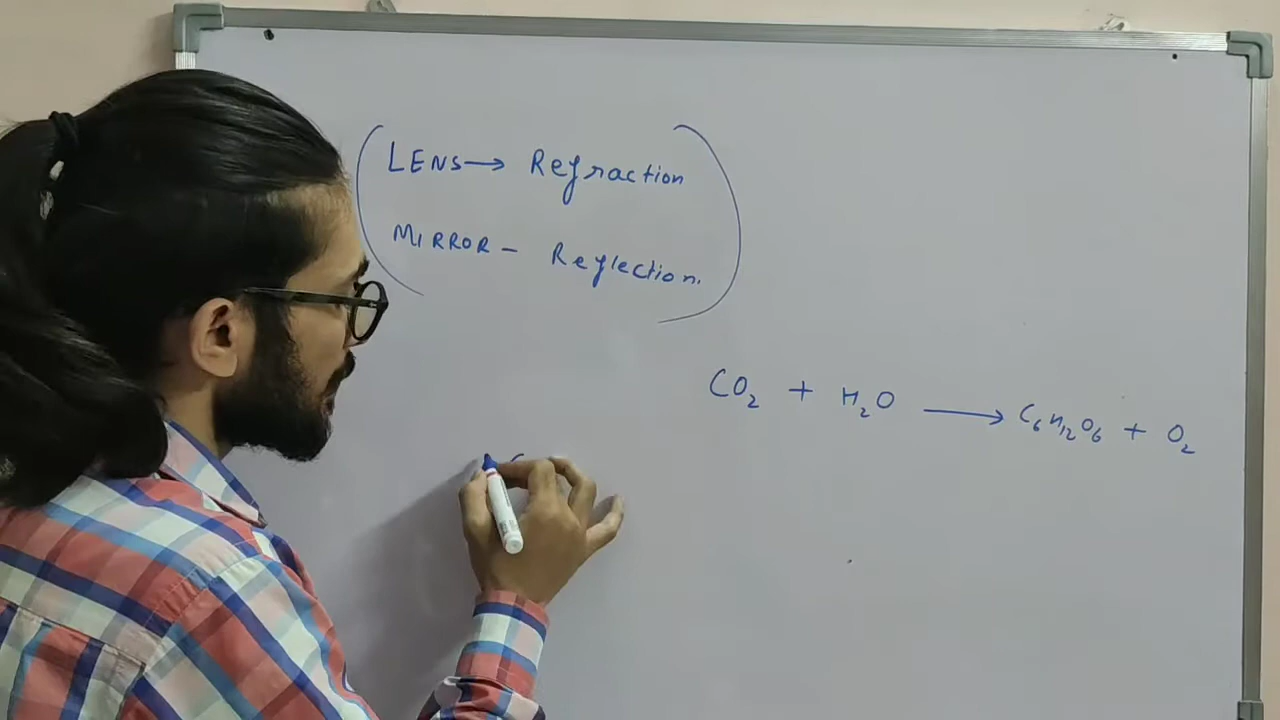 LENS → Refraction
MIRROR - Reflection.
CO₂ + H₂O → C₆H₁₂O₆ + O₂